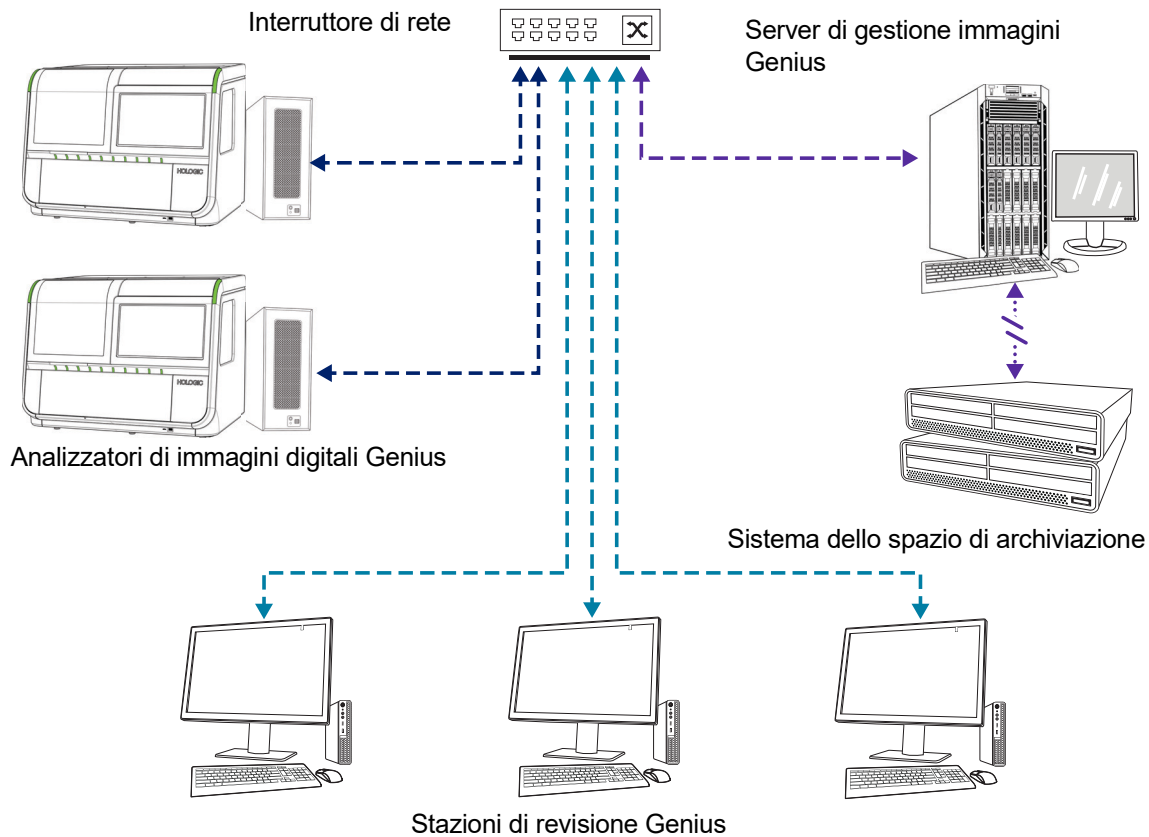 Interruttore di rete
Server di gestione immagini
Genius
HOLOGIC
HOLOGIC
Analizzatori di immagini digitali Genius
Sistema dello spazio di archiviazione
Stazioni di revisione Genius